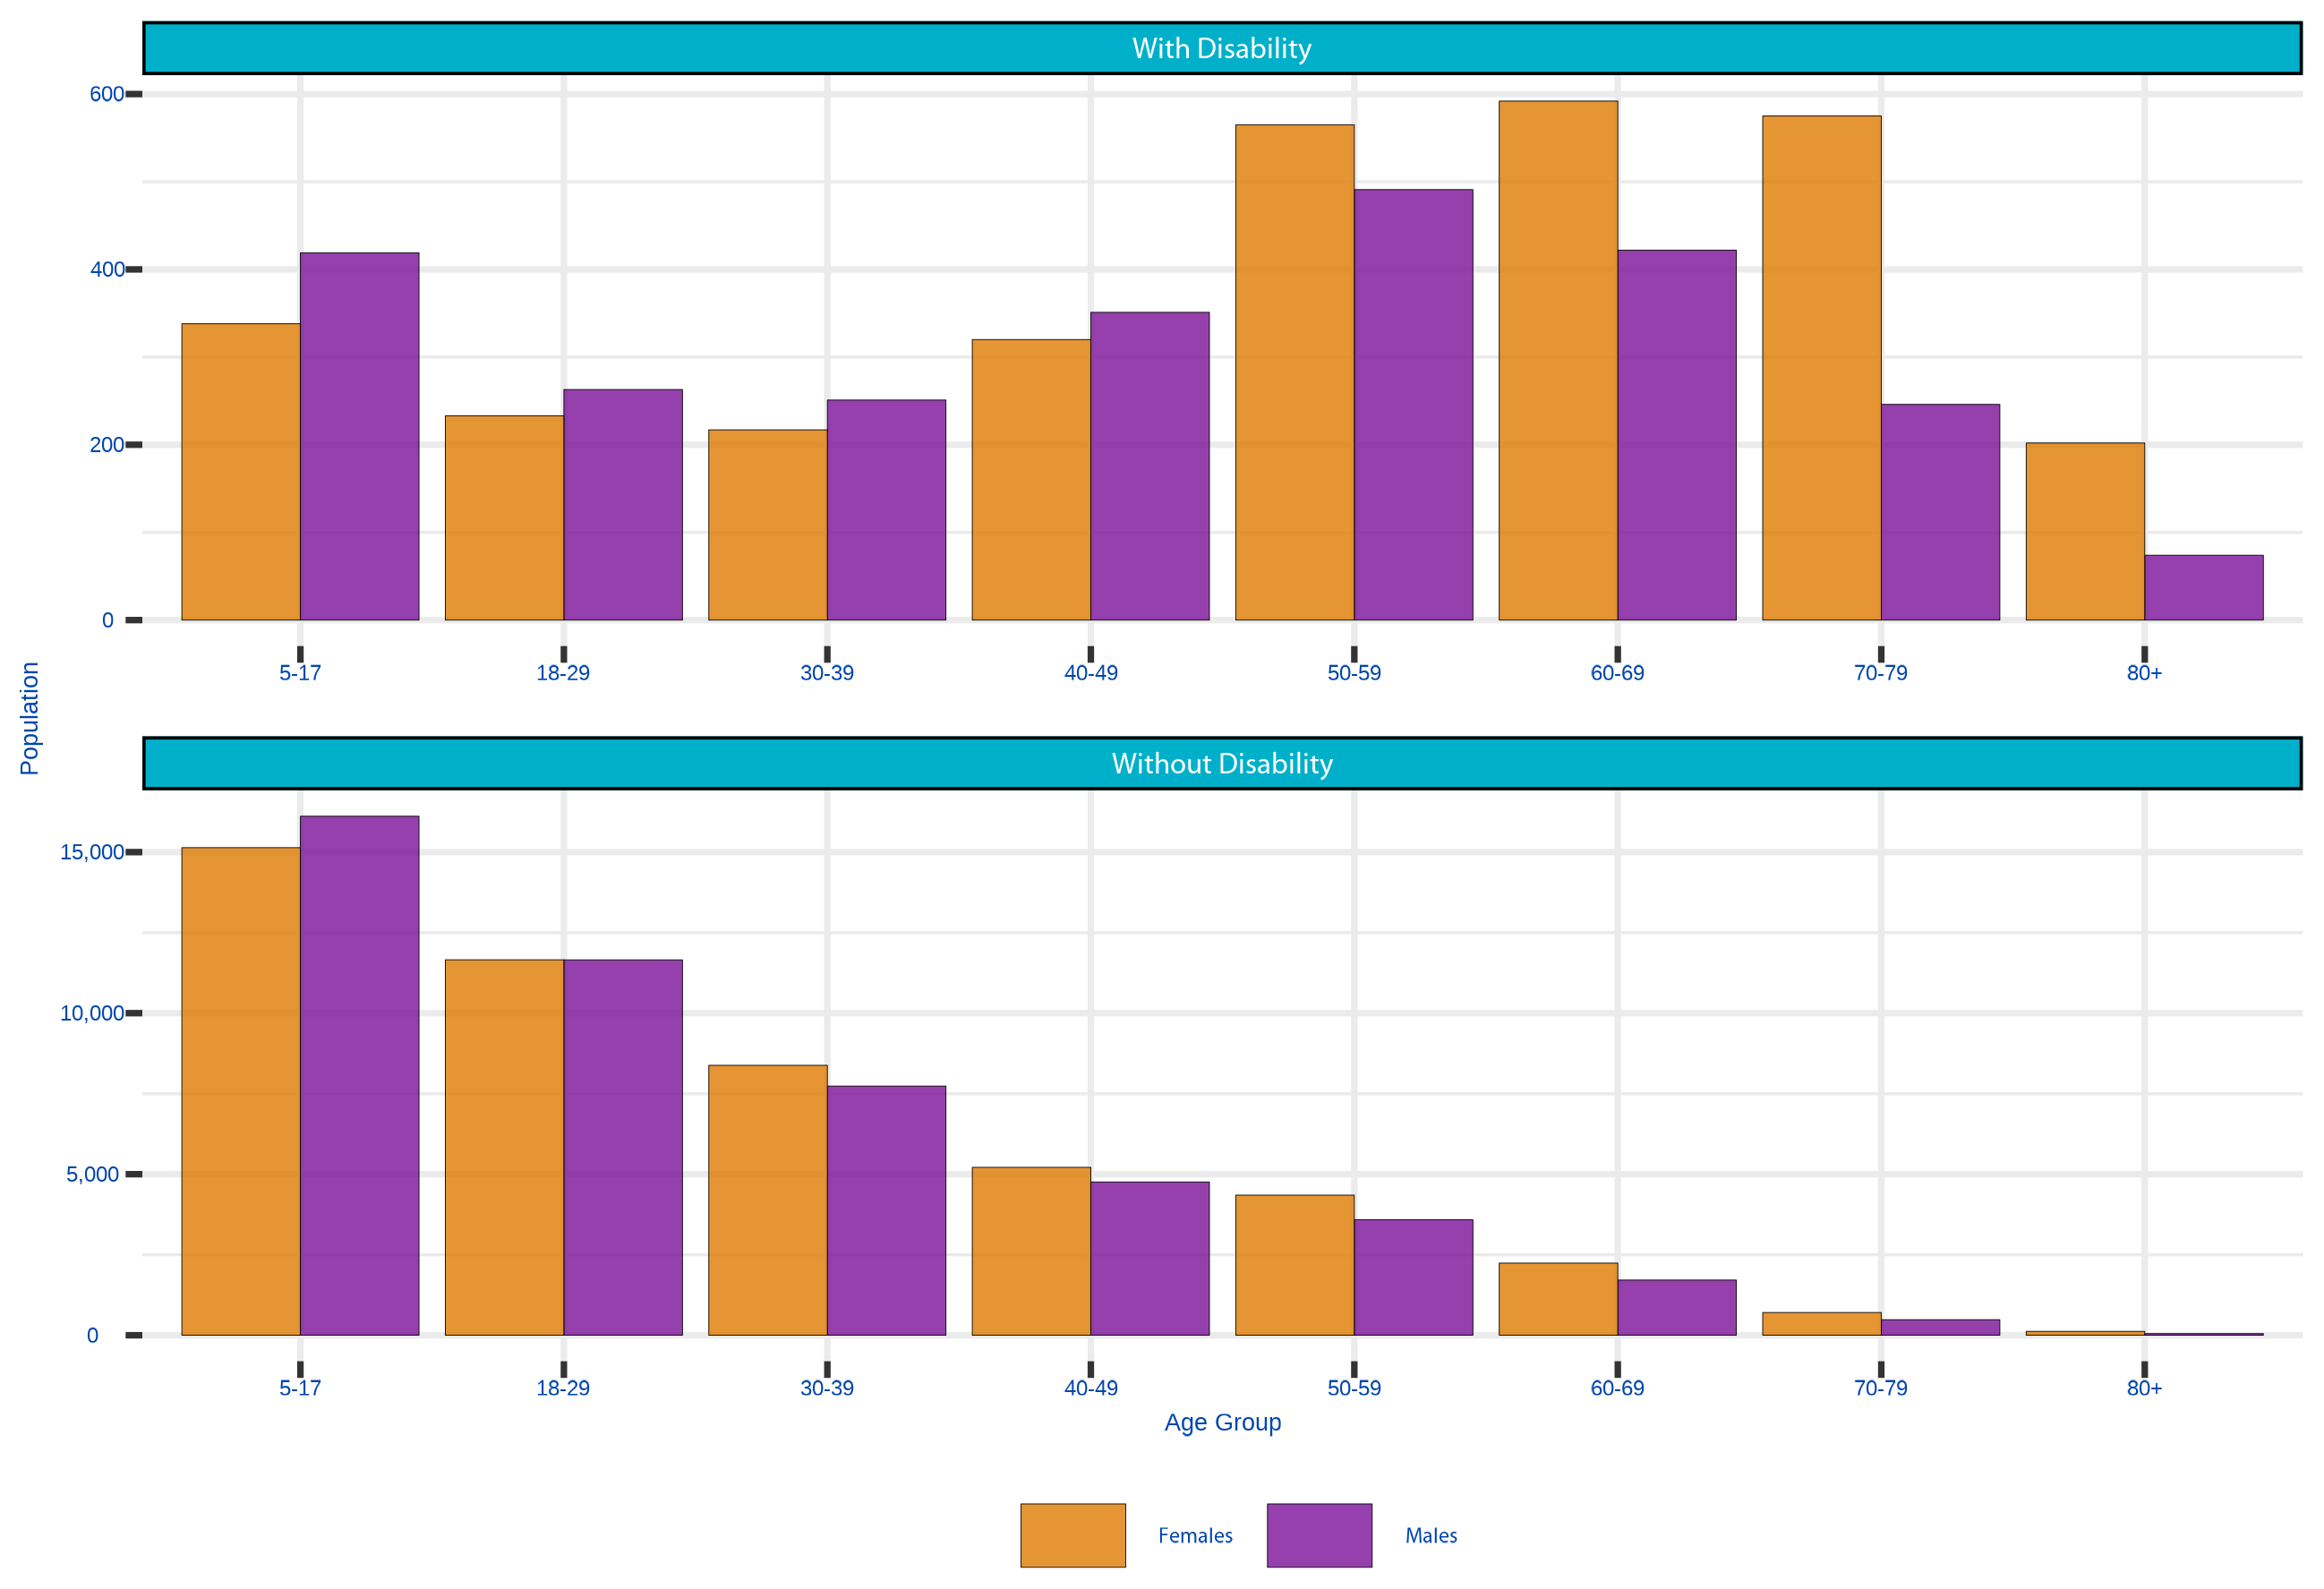 With Disability
600
400
200
0
5-17 18-29 30-39 40-49 50-59 60-69 70-79 80+
Population
Without Disability
15,000
10,000
5,000
0
5-17 18-29 30-39 40-49 50-59 60-69 70-79 80+
Age Group
Females Males